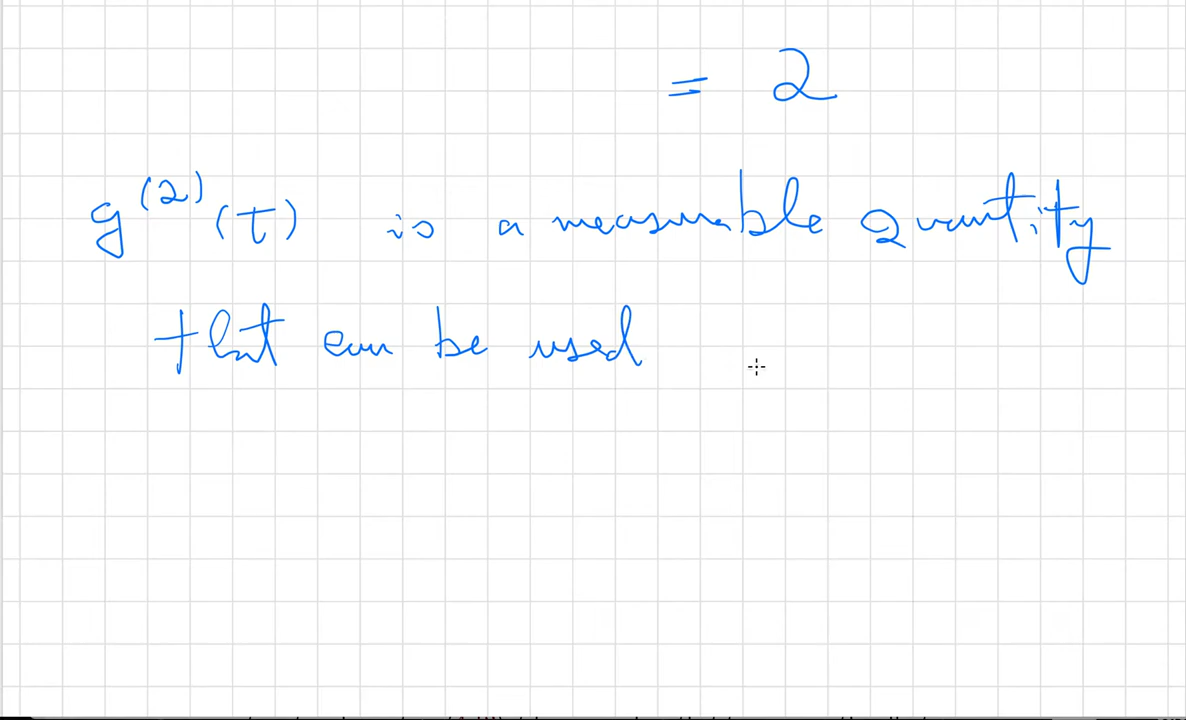 = 2
g⁽²⁾(τ) is a measurable quantity
that can be used